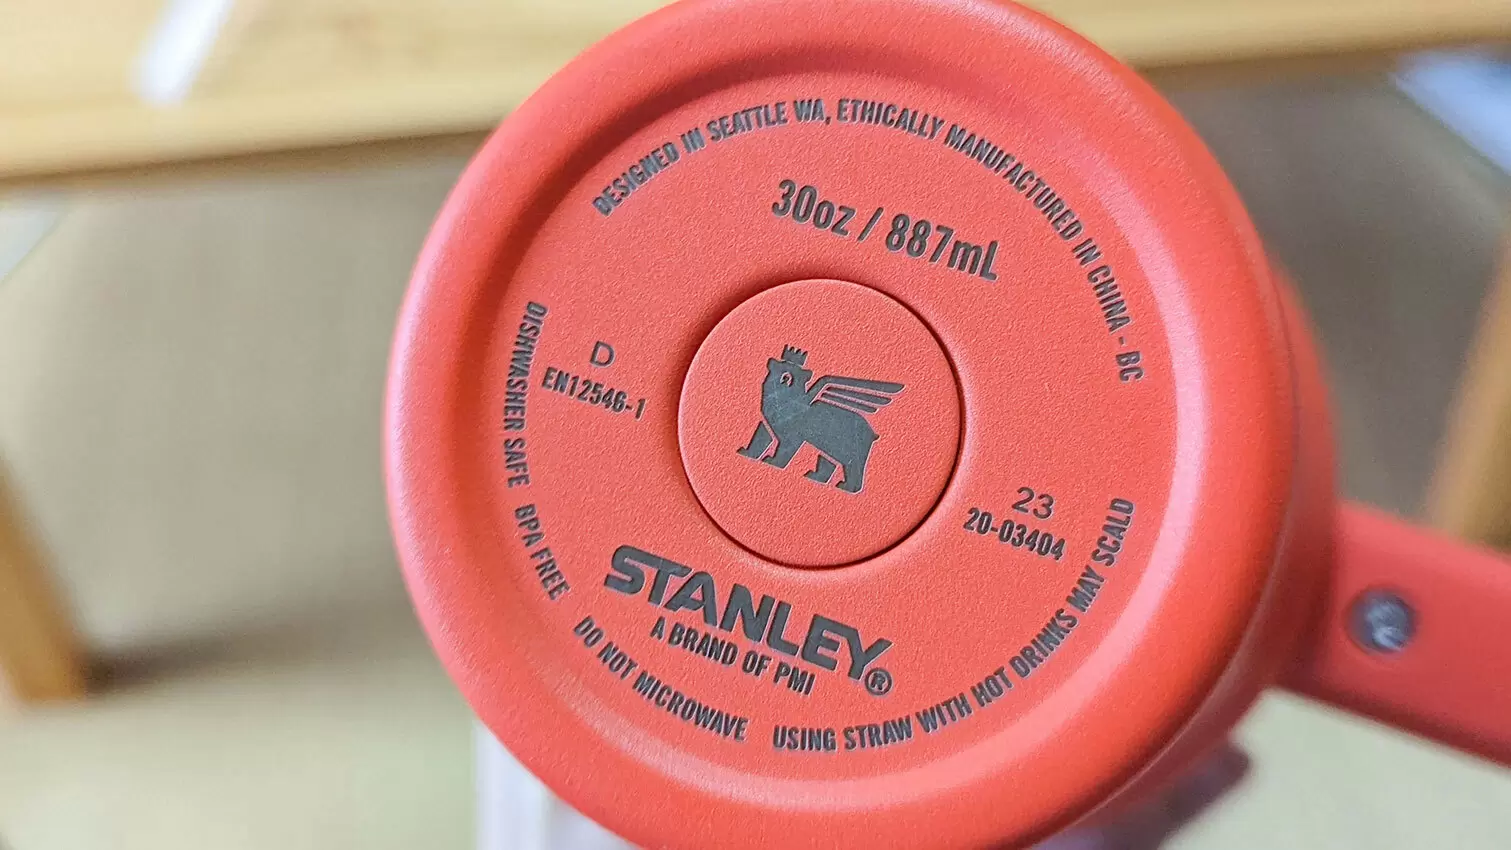 DESIGNED IN SEATTLE WA, ETHICALLY MANUFACTURED IN CHINA - BC
30oz / 887mL
D
EN12546-1
23
20-03404
STANLEY®
A BRAND OF PMI
DISHWASHER SAFE BPA FREE DO NOT MICROWAVE USING STRAW WITH HOT DRINKS MAY SCALD